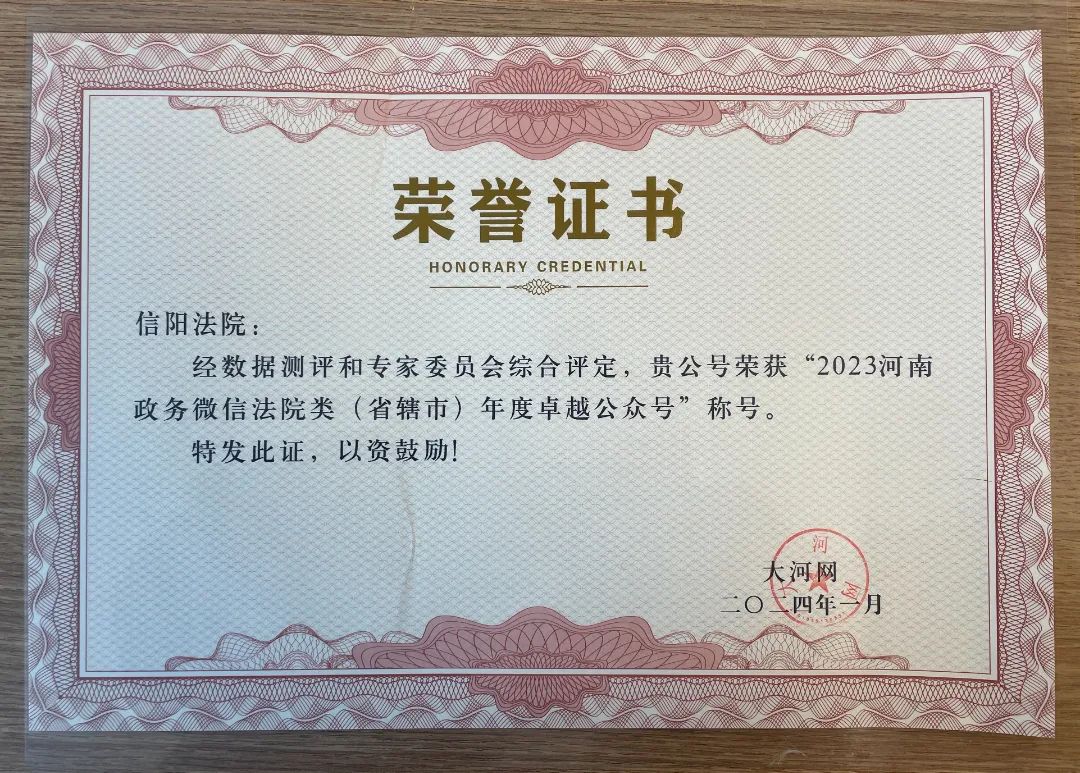 荣誉证书
HONORARY CREDENTIAL
信阳法院：
经数据测评和专家委员会综合评定，贵公号荣获“2023河南
政务微信法院类（省辖市）年度卓越公众号”称号。
特发此证，以资鼓励！
大河网
大河网
二〇二四年一月